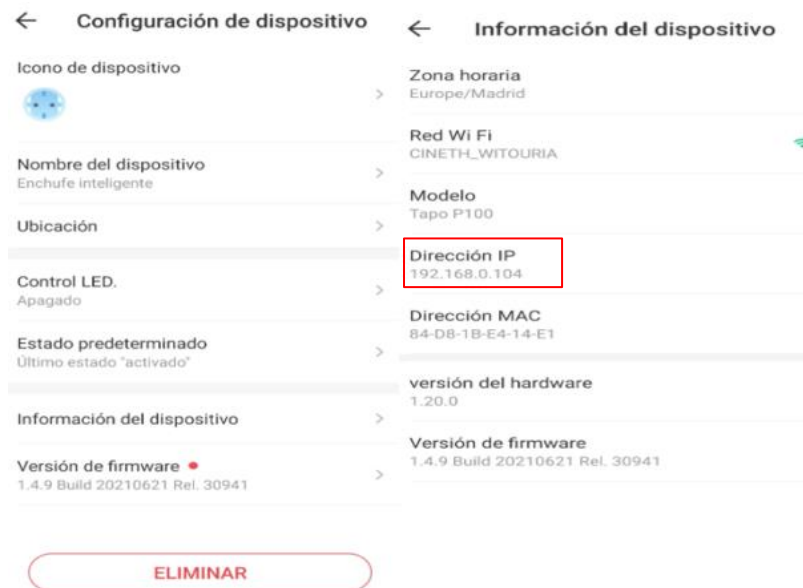 Configuración de dispositivo
Icono de dispositivo
Nombre del dispositivo
Enchufe inteligente
Ubicación
Control LED.
Apagado
Estado predeterminado
Último estado "activado"
Información del dispositivo
Versión de firmware
1.4.9 Build 20210621 Rel. 30941
ELIMINAR
Información del dispositivo
Zona horaria
Europe/Madrid
Red Wi Fi
CINETH_WITOURIA
Modelo
Tapo P100
Dirección IP
192.168.0.104
Dirección MAC
84-D8-1B-E4-14-E1
versión del hardware
1.20.0
Versión de firmware
1.4.9 Build 20210621 Rel. 30941